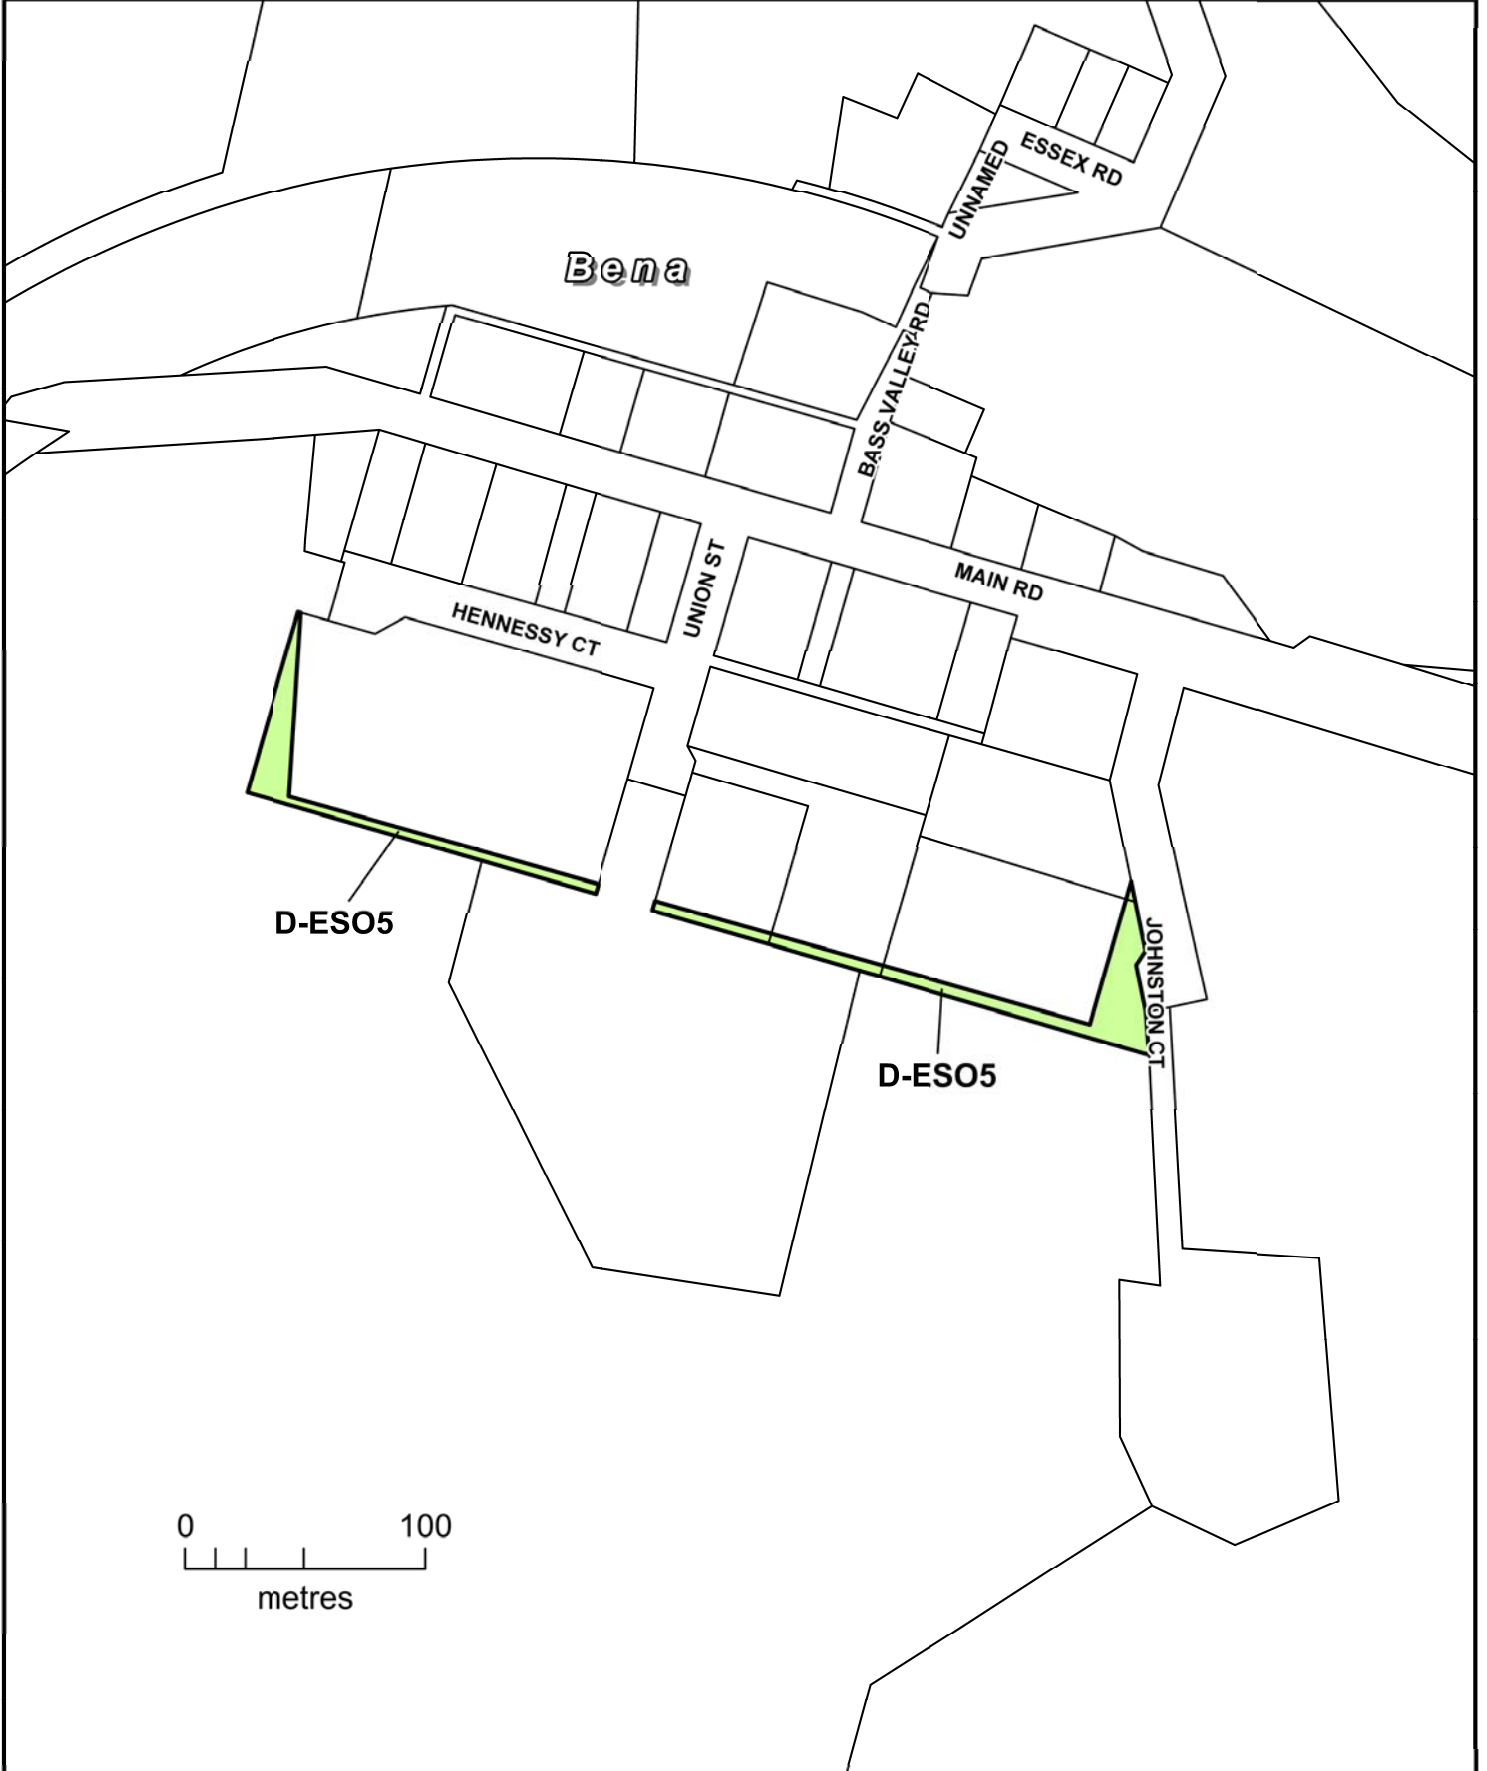 ESSEX RD
UNNAMED
Bena
BASS VALLEY RD
MAIN RD
UNION ST
HENNESSY CT
D-ESO5
JOHNSTON CT
D-ESO5
0 100
metres